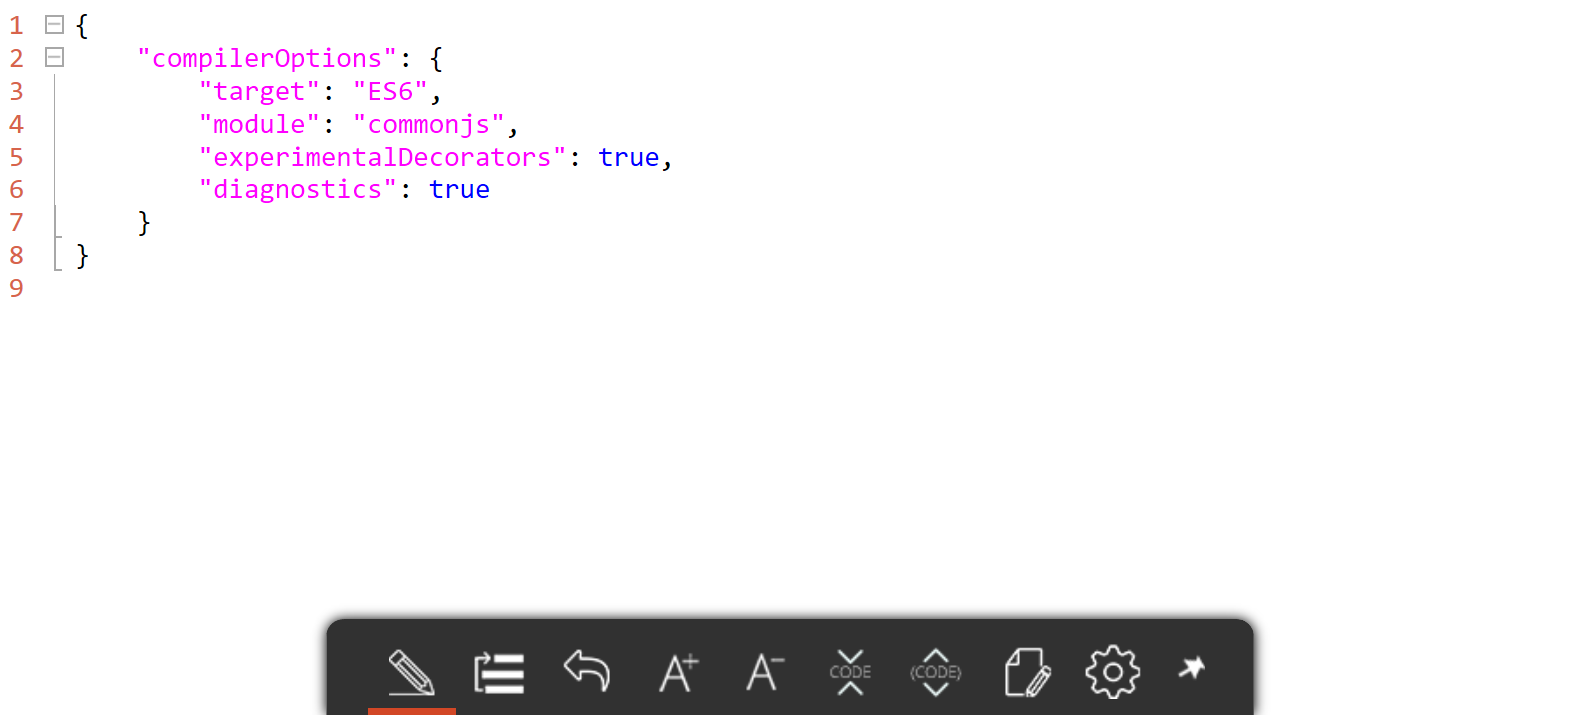 1 {
2 "compilerOptions": {
3 "target": "ES6",
4 "module": "commonjs",
5 "experimentalDecorators": true,
6 "diagnostics": true
7 }
8 }
9
A+ A- CODE (CODE)